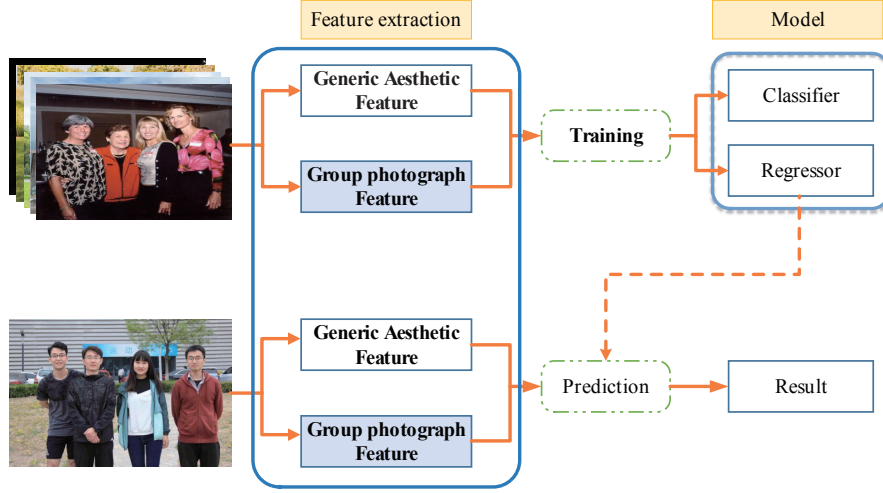 Feature extraction
Model
Generic Aesthetic
Feature
Classifier
Training
Group photograph
Feature
Regressor
Generic Aesthetic
Feature
Prediction
Result
Group photograph
Feature